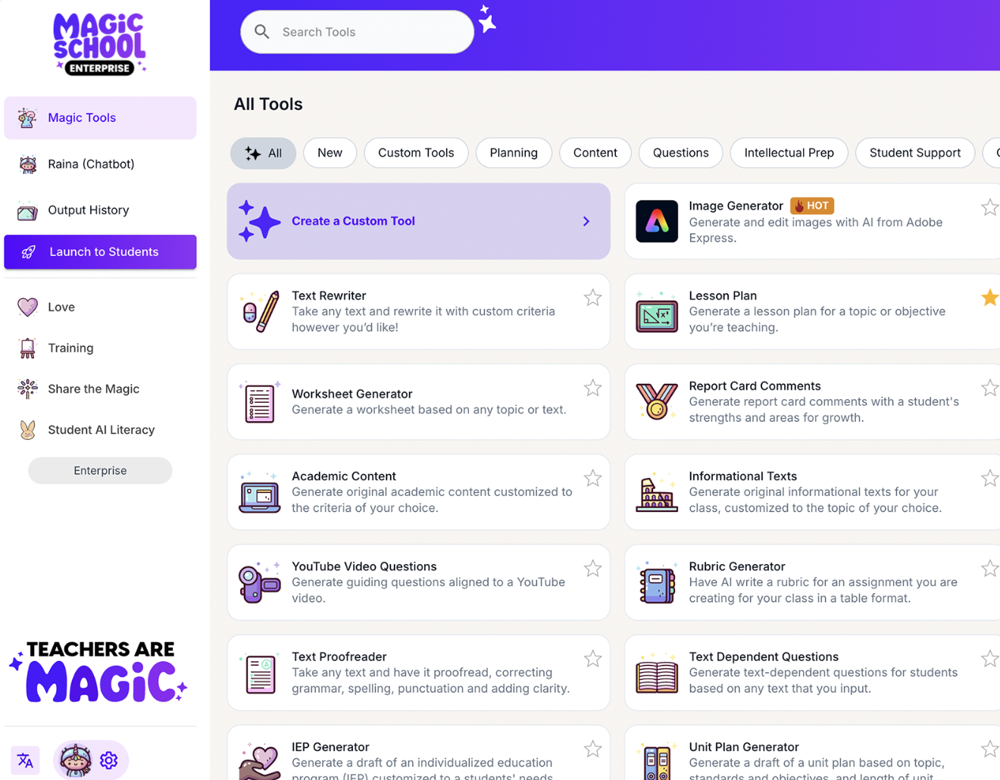 MAGIC
SCHOOL
ENTERPRISE
Magic Tools
Raina (Chatbot)
Output History
Launch to Students
Love
Training
Share the Magic
Student AI Literacy
Enterprise
TEACHERS ARE
MAGIC
Search Tools
All Tools
All
New
Custom Tools
Planning
Content
Questions
Intellectual Prep
Student Support
Create a Custom Tool
Image Generator HOT
Generate and edit images with AI from Adobe
Express.
Text Rewriter
Take any text and rewrite it with custom criteria
however you’d like!
Lesson Plan
Generate a lesson plan for a topic or objective
you’re teaching.
Worksheet Generator
Generate a worksheet based on any topic or text.
Report Card Comments
Generate report card comments with a student's
strengths and areas for growth.
Academic Content
Generate original academic content customized to
the criteria of your choice.
Informational Texts
Generate original informational texts for your
class, customized to the topic of your choice.
YouTube Video Questions
Generate guiding questions aligned to a YouTube
video.
Rubric Generator
Have AI write a rubric for an assignment you are
creating for your class in a table format.
Text Proofreader
Take any text and have it proofread, correcting
grammar, spelling, punctuation and adding clarity.
Text Dependent Questions
Generate text-dependent questions for students
based on any text that you input.
IEP Generator
Generate a draft of an individualized education
program (IEP) customized to a students' needs
Unit Plan Generator
Generate a draft of a unit plan based on topic,
standards and objectives, and length of unit